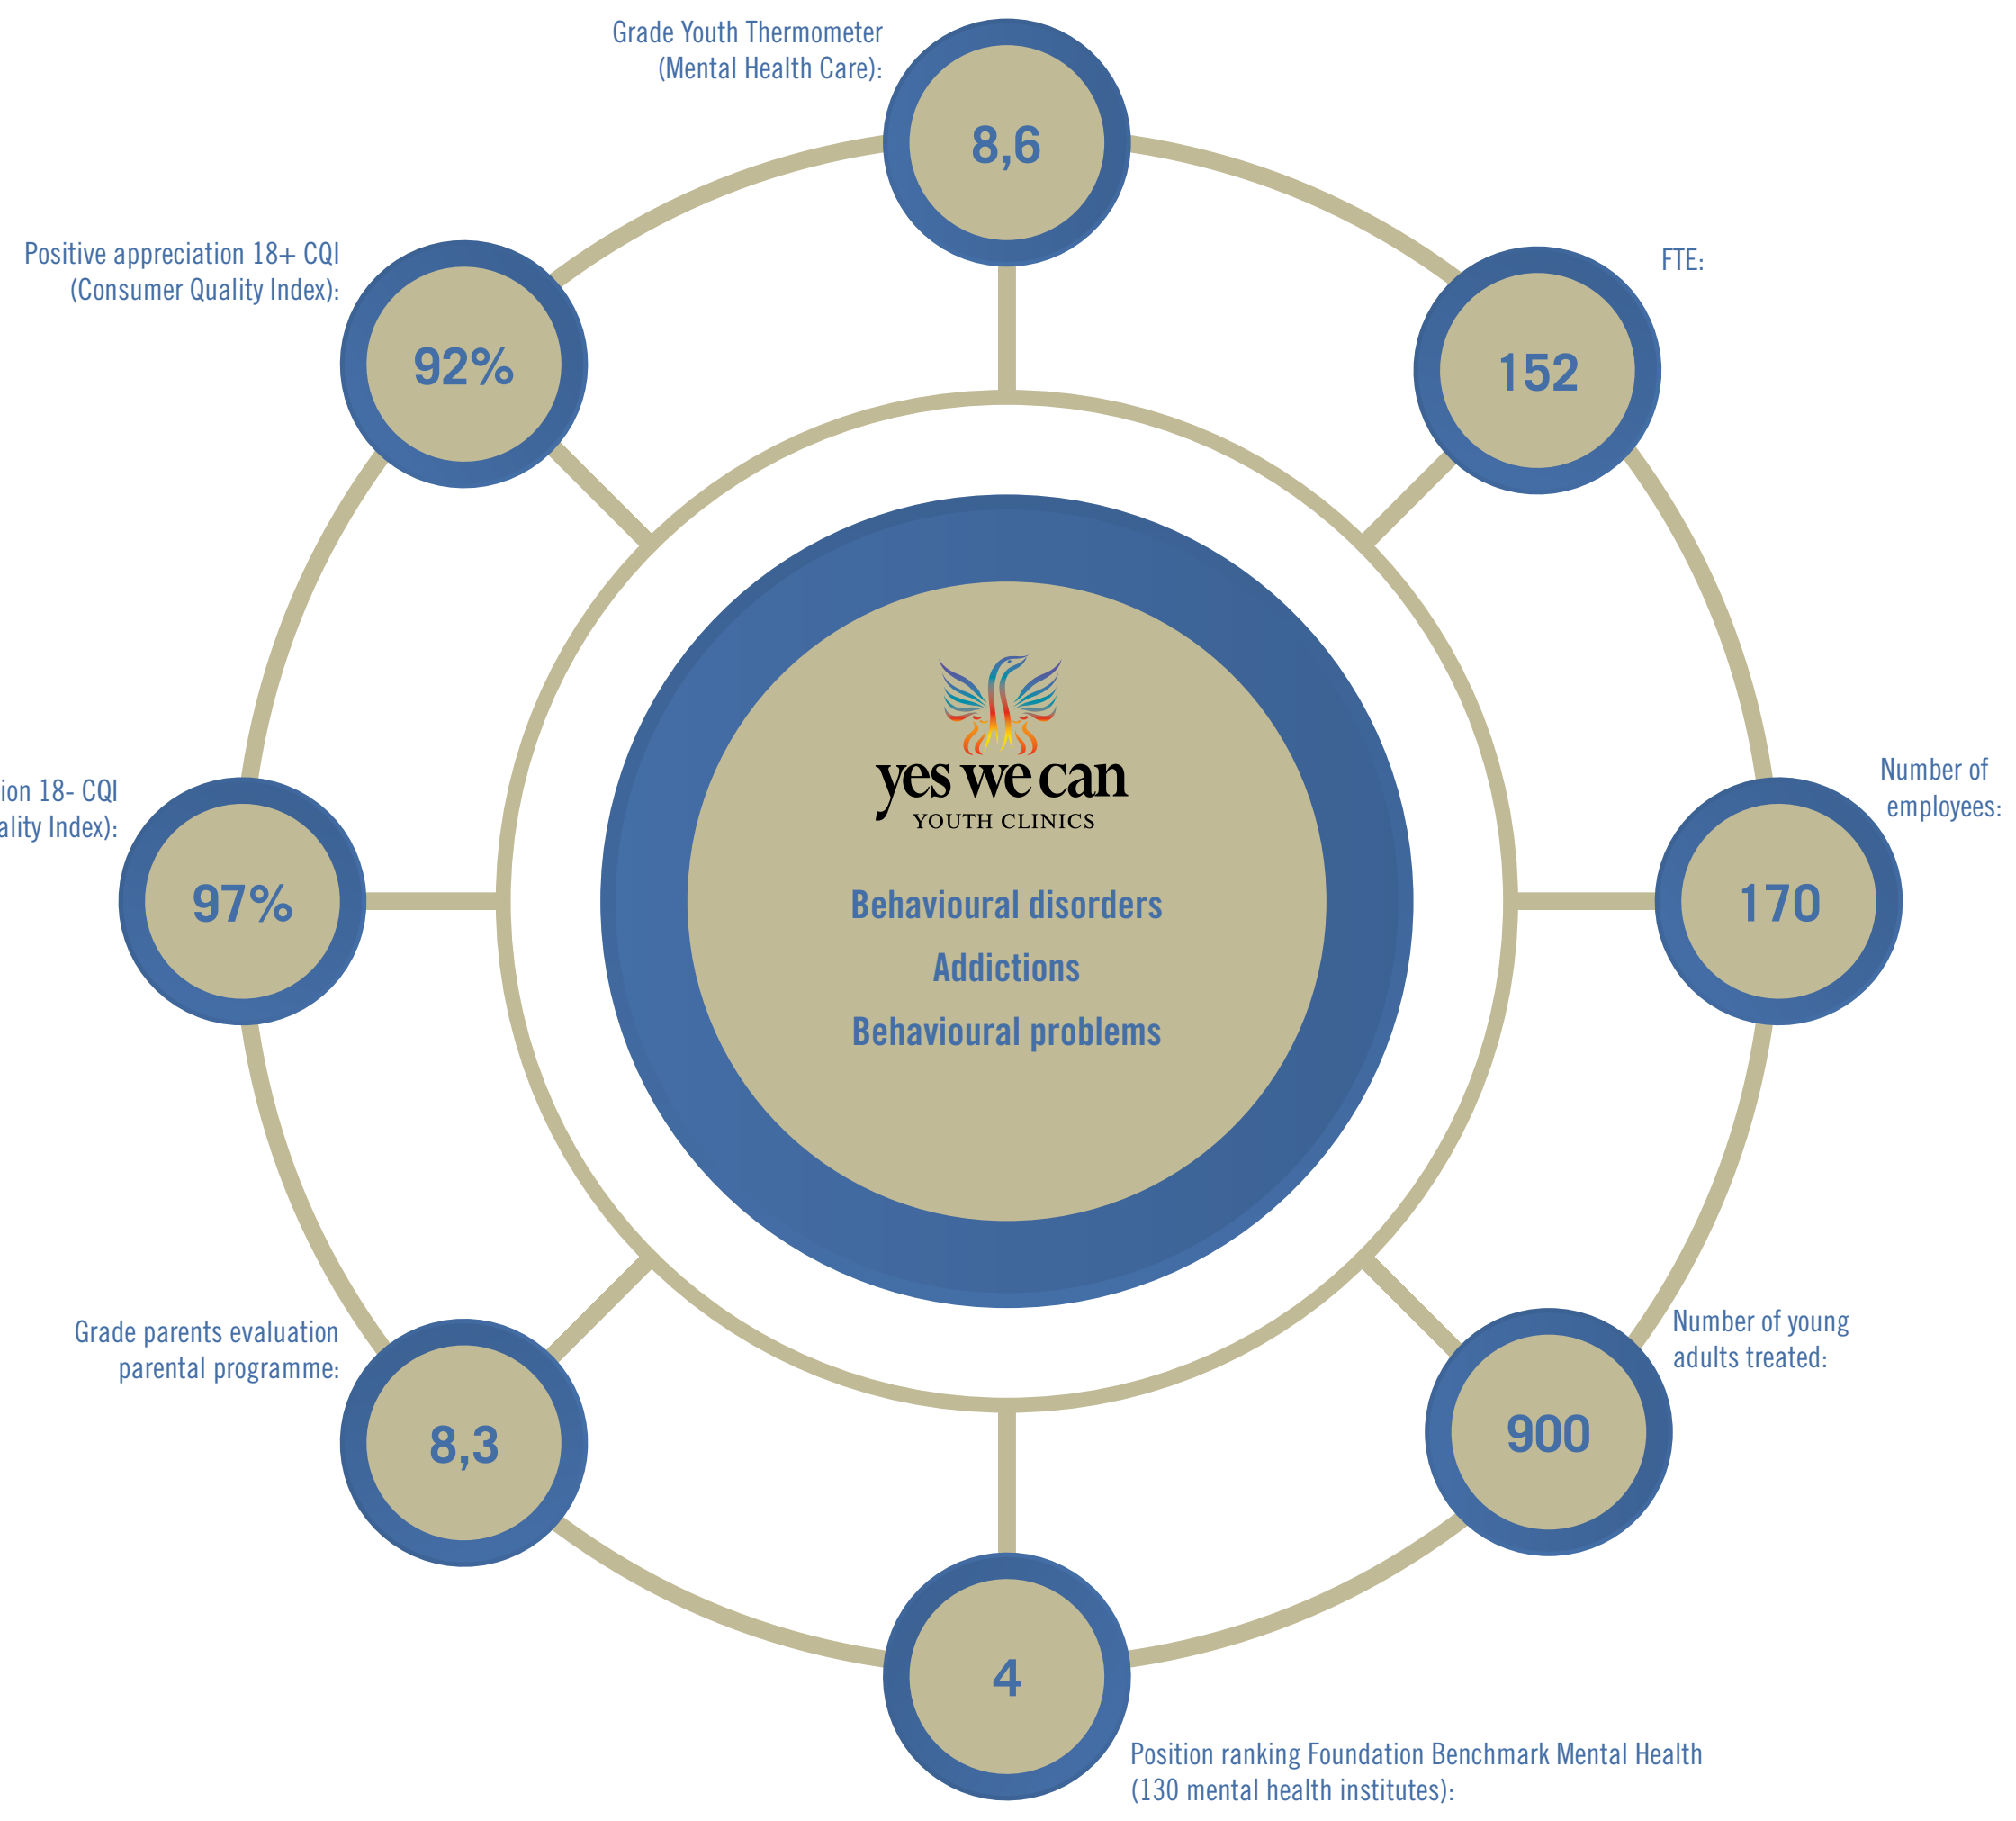 Grade Youth Thermometer
(Mental Health Care):
8,6
Positive appreciation 18+ CQI
(Consumer Quality Index):
92%
FTE:
152
18- CQI
Index):
97%
Number of
employees:
170
yes we can
YOUTH CLINICS
Behavioural disorders
Addictions
Behavioural problems
Grade parents evaluation
parental programme:
8,3
Number of young
adults treated:
900
4
Position ranking Foundation Benchmark Mental Health
(130 mental health institutes):